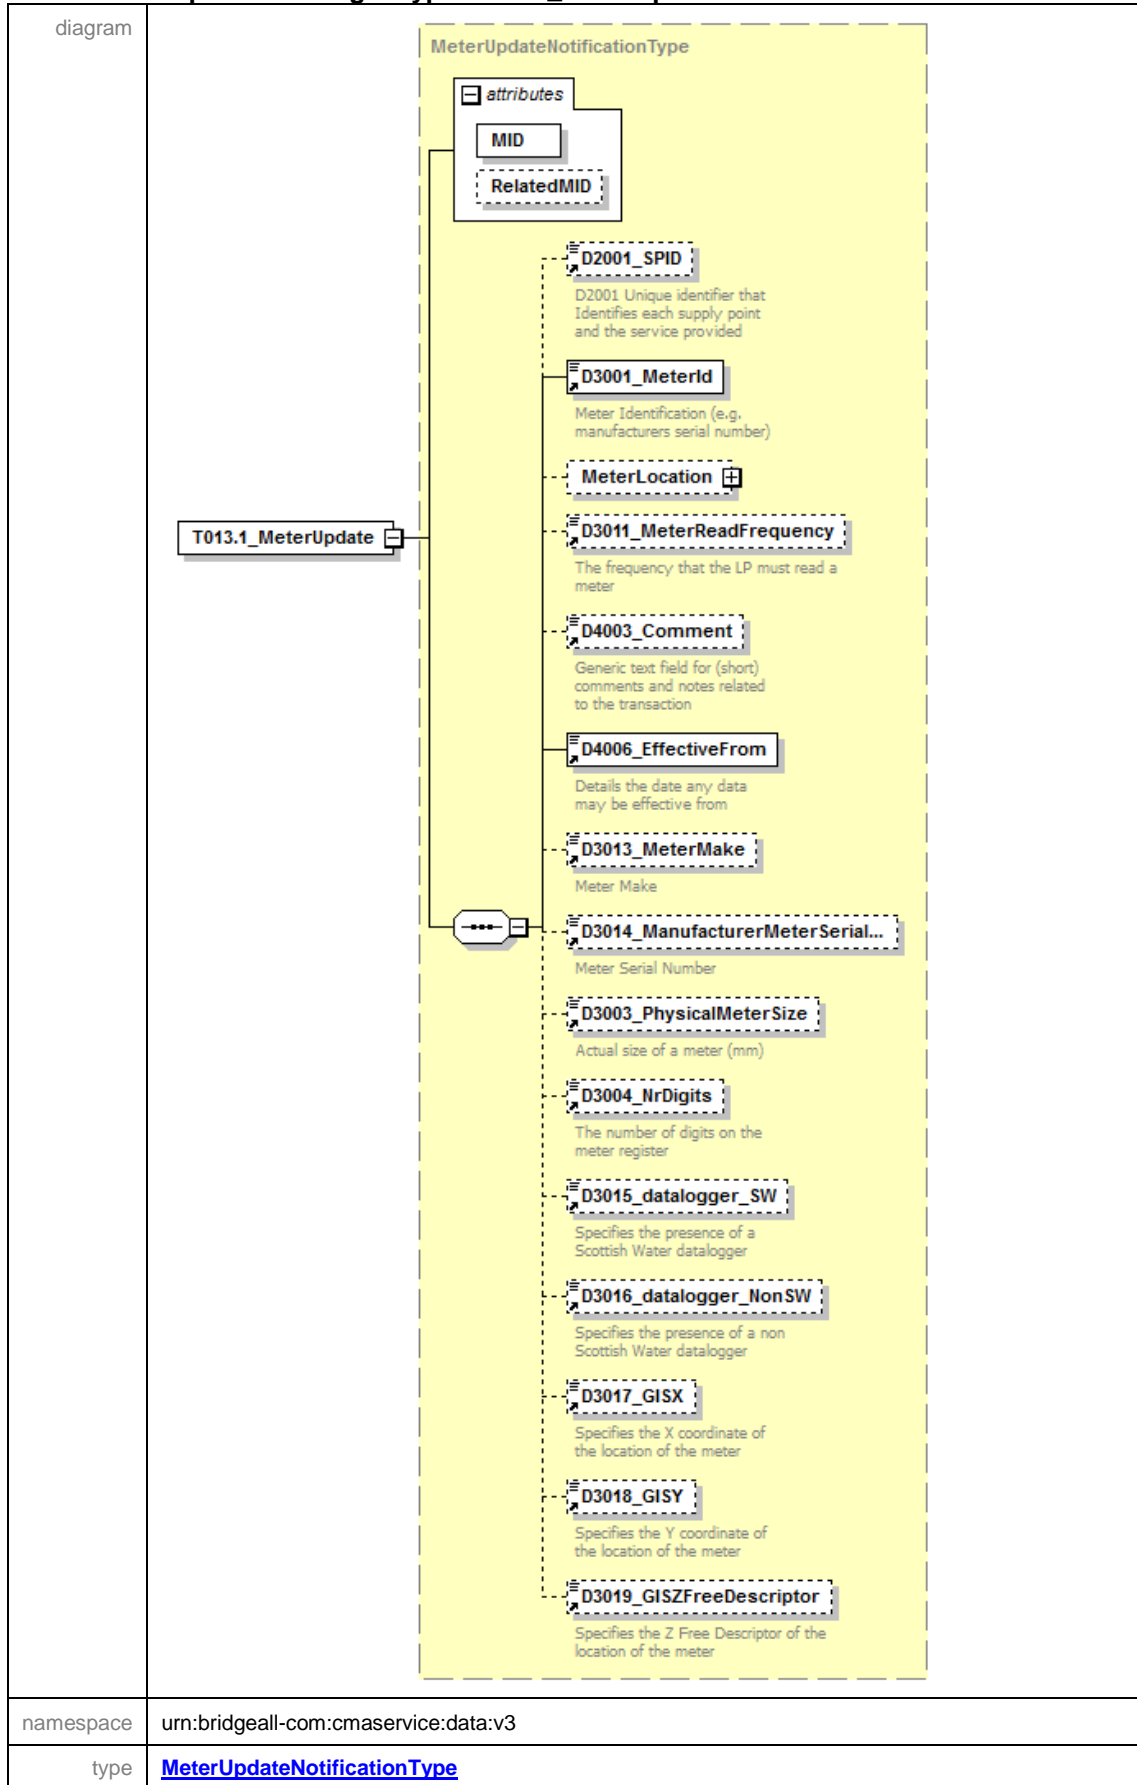 diagram
MeterUpdateNotificationType
attributes
MID
RelatedMID
D2001_SPID
D2001 Unique identifier that
Identifies each supply point
and the service provided
D3001_MeterId
Meter Identification (e.g.
manufacturers serial number)
MeterLocation
T013.1_MeterUpdate
D3011_MeterReadFrequency
The frequency that the LP must read a
meter
D4003_Comment
Generic text field for (short)
comments and notes related
to the transaction
D4006_EffectiveFrom
Details the date any data
may be effective from
D3013_MeterMake
Meter Make
D3014_ManufacturerMeterSerial...
Meter Serial Number
D3003_PhysicalMeterSize
Actual size of a meter (mm)
D3004_NrDigits
The number of digits on the
meter register
D3015_datalogger_SW
Specifies the presence of a
Scottish Water datalogger
D3016_datalogger_NonSW
Specifies the presence of a non
Scottish Water datalogger
D3017_GISX
Specifies the X coordinate of
the location of the meter
D3018_GISY
Specifies the Y coordinate of
the location of the meter
D3019_GISZFreeDescriptor
Specifies the Z Free Descriptor of the
location of the meter
namespace urn:bridgeall-com:cmaservice:data:v3
type MeterUpdateNotificationType